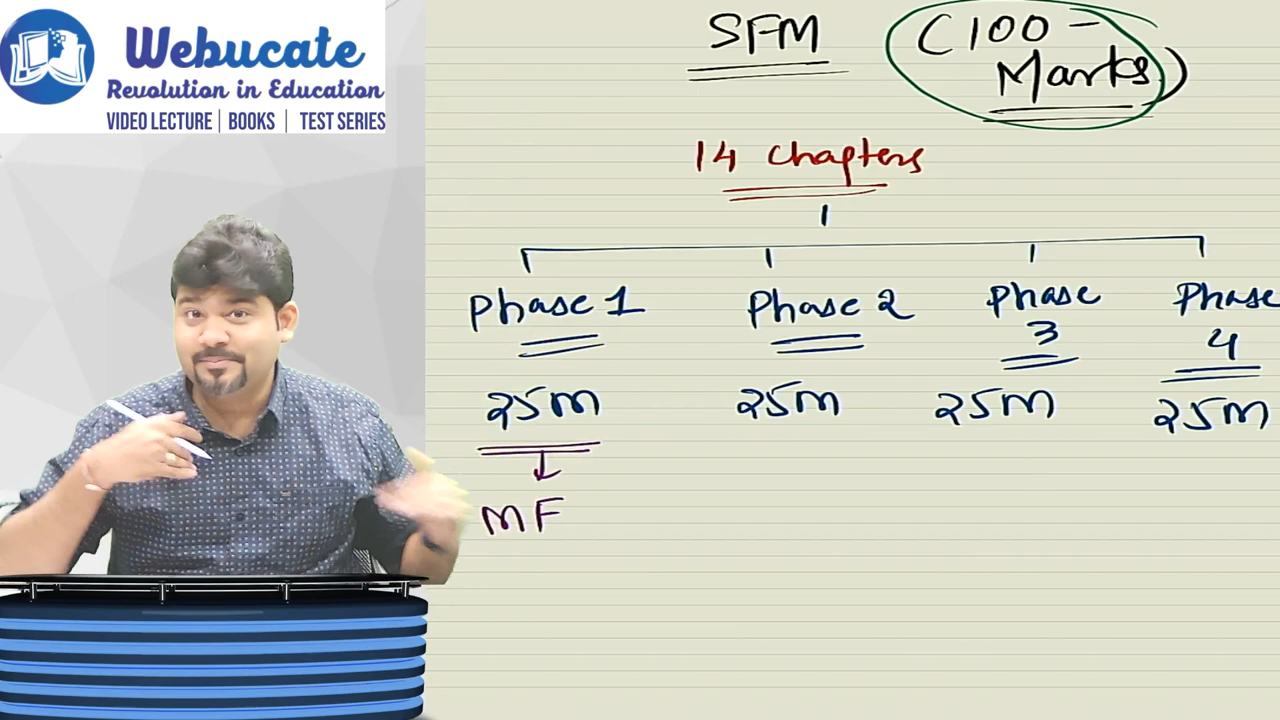 Webucate
Revolution in Education
VIDEO LECTURE | BOOKS | TEST SERIES
SFM (100 -
Marks)
14 chapters
Phase 1 Phase 2 Phase 3 Phase 4
25M 25M 25M 25M
MF